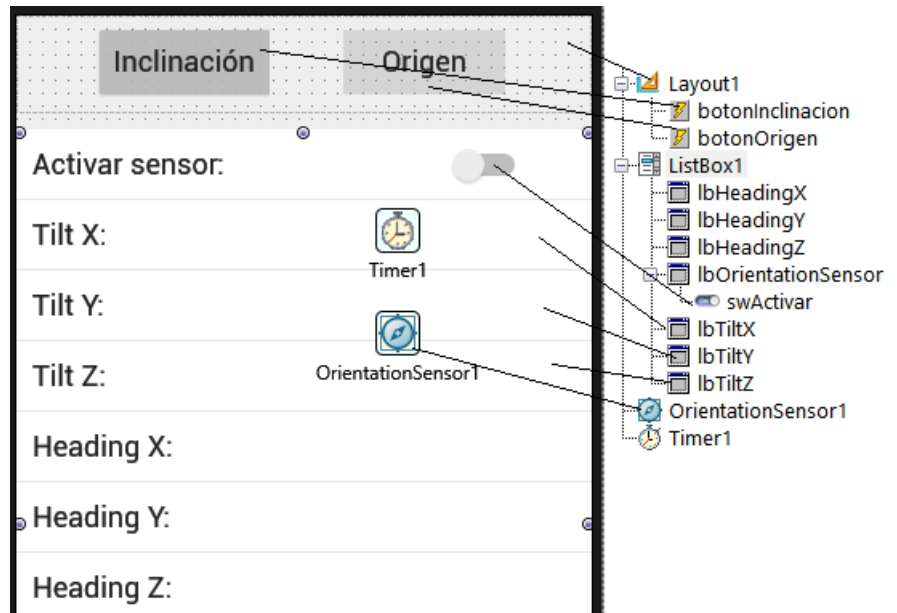 Inclinación
Origen
Activar sensor:
Tilt X:
Timer1
Tilt Y:
Tilt Z:
OrientationSensor1
Heading X:
Heading Y:
Heading Z:
Layout1
botonInclinacion
botonOrigen
ListBox1
lbHeadingX
lbHeadingY
lbHeadingZ
lbOrientationSensor
swActivar
lbTiltX
lbTiltY
lbTiltZ
OrientationSensor1
Timer1